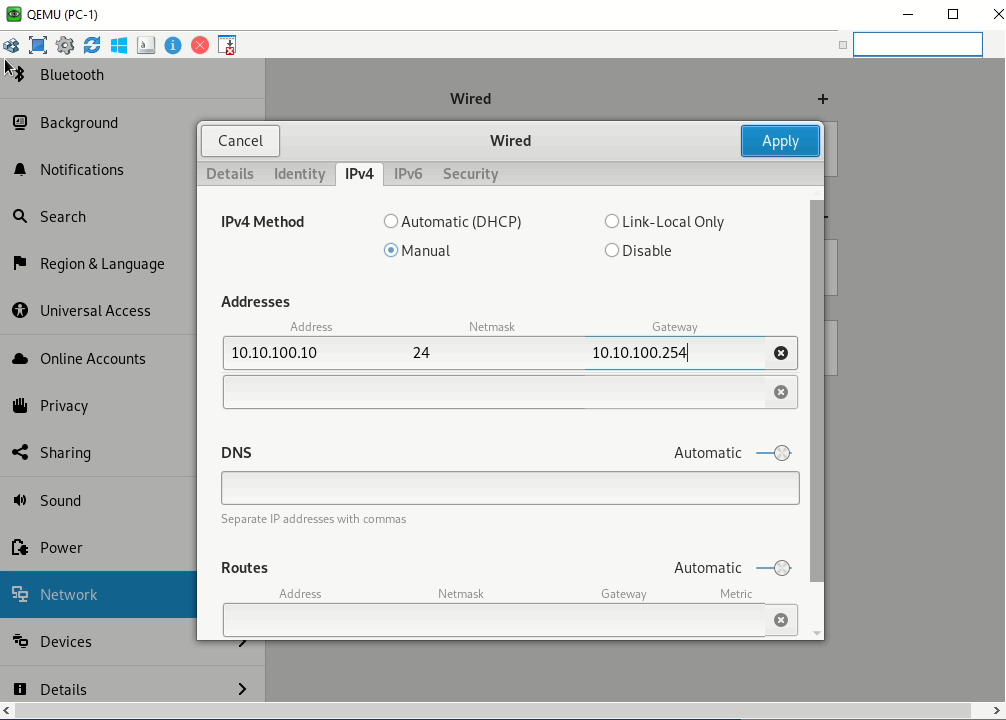 QEMU (PC-1)
a
Bluetooth
Background
Notifications
Search
Region & Language
Universal Access
Online Accounts
Privacy
Sharing
Sound
Power
Network
Devices
Details
Wired
Cancel
Wired
Apply
Details Identity IPv4 IPv6 Security
IPv4 Method
Automatic (DHCP) Link-Local Only
Manual Disable
Addresses
Address Netmask Gateway
10.10.100.10 24 10.10.100.254
DNS Automatic
Separate IP addresses with commas
Routes Automatic
Address Netmask Gateway Metric